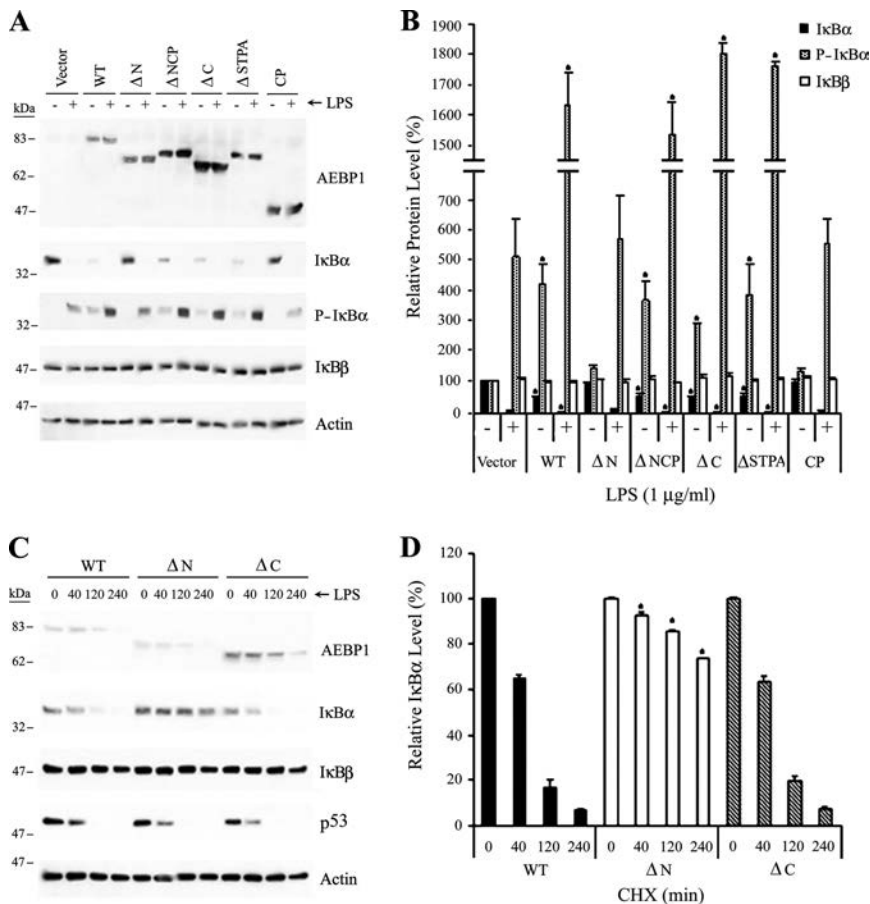 A
Vector WT ΔN ΔNCP ΔC ΔSTPA CP
- + - + - + - + - + - + - + ← LPS
kDa
83–
62–
47–
AEBP1
32–
IκBα
32–
P-IκBα
47–
IκBβ
47–
Actin
B
IκBα
P-IκBα
IκBβ
Relative Protein Level (%)
1900
1800
1700
1600
1500
700
600
500
400
300
200
100
0
- + - + - + - + - + - + - +
Vector WT ΔN ΔNCP ΔC ΔSTPA CP
LPS (1 μg/ml)
C
WT ΔN ΔC
kDa
0 40 120 240 0 40 120 240 0 40 120 240 ← LPS
83–
62–
AEBP1
32–
IκBα
47–
IκBβ
47–
p53
47–
Actin
D
Relative IκBα Level (%)
120
100
80
60
40
20
0
0 40 120 240 0 40 120 240 0 40 120 240
WT ΔN ΔC
CHX (min)